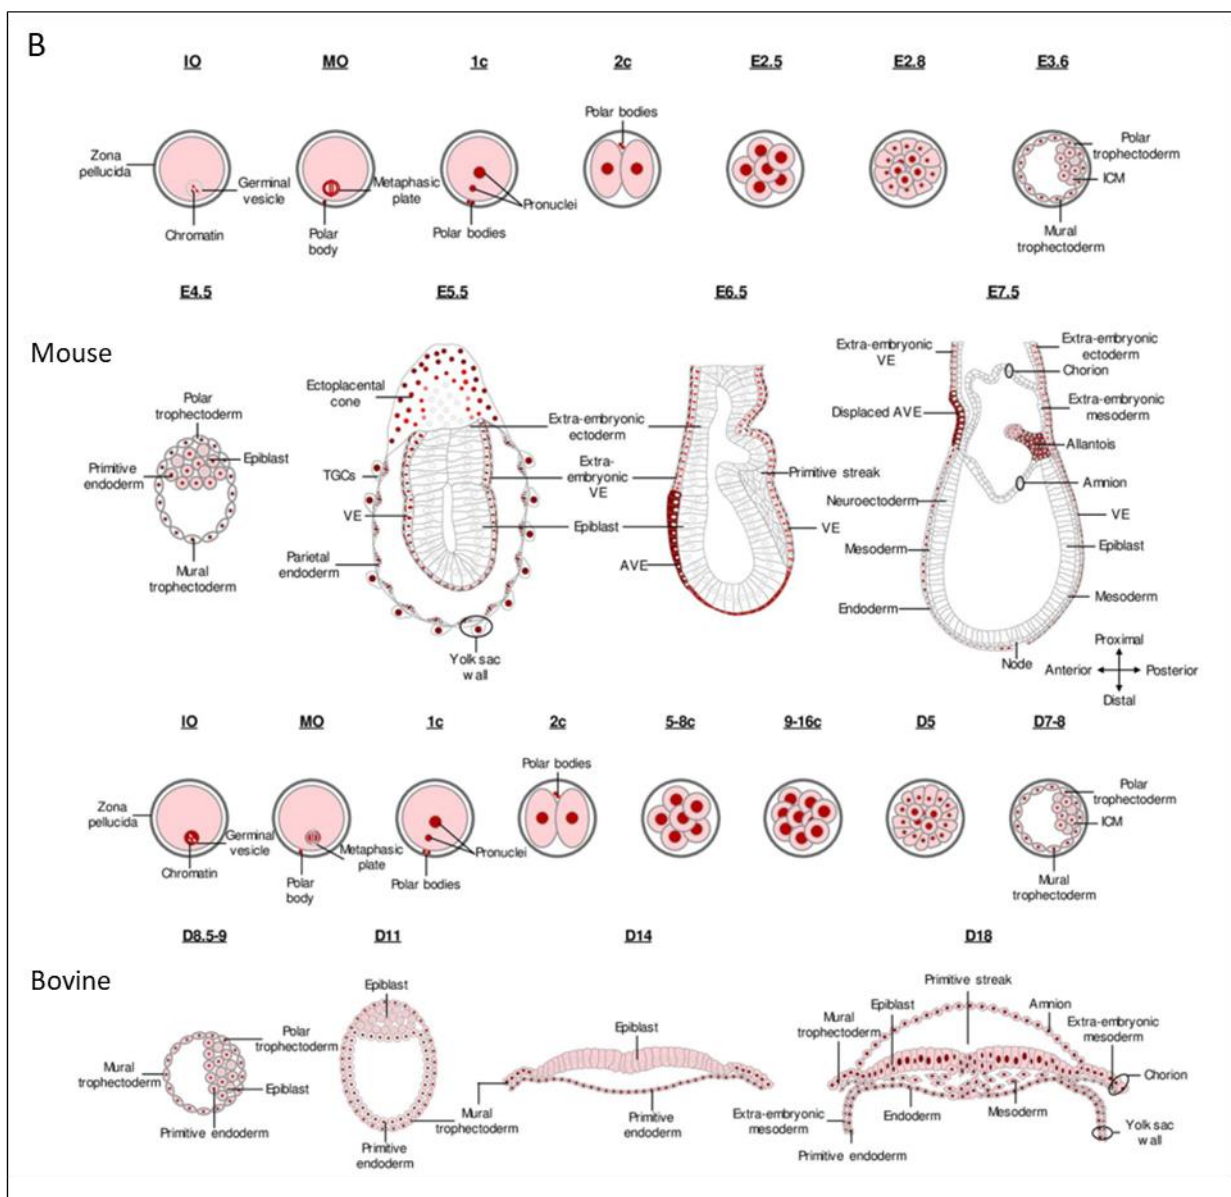 B
IO MO 1c 2c E2.5 E2.8 E3.6
Polar bodies
Zona
pellucida
Germinal
vesicle
Chromatin
Metaphasic
plate
Polar
body
Pronuclei
Polar bodies
Polar
trophectoderm
ICM
Mural
trophectoderm
E4.5 E5.5 E6.5 E7.5
Mouse
Polar
trophectoderm
Primitive
endoderm
Epiblast
Mural
trophectoderm
Ectoplacental
cone
TGCs
VE
Parietal
endoderm
Yolk sac
wall
Extra-embryonic
ectoderm
Extra-
embryonic
VE
Epiblast
AVE
Primitive streak
VE
Extra-embryonic
VE
Displaced AVE
Neuroectoderm
Mesoderm
Endoderm
Extra-embryonic
ectoderm
Chorion
Extra-embryonic
mesoderm
Allantois
Amnion
VE
Epiblast
Mesoderm
Node
Proximal
Anterior Posterior
Distal
IO MO 1c 2c 5-8c 9-16c D5 D7-8
Polar bodies
Zona
pellucida
Germinal
vesicle
Chromatin
Metaphasic
plate
Polar
body
Pronuclei
Polar bodies
Polar
trophectoderm
ICM
Mural
trophectoderm
D8.5-9 D11 D14 D18
Bovine
Polar
trophectoderm
Mural
trophectoderm
Epiblast
Primitive endoderm
Epiblast
Mural
trophectoderm
Primitive
endoderm
Epiblast
Primitive
endoderm
Primitive streak
Epiblast
Amnion
Mural
trophectoderm
Extra-embryonic
mesoderm
Chorion
Endoderm
Mesoderm
Extra-embryonic
mesoderm
Yolk sac
wall
Primitive endoderm